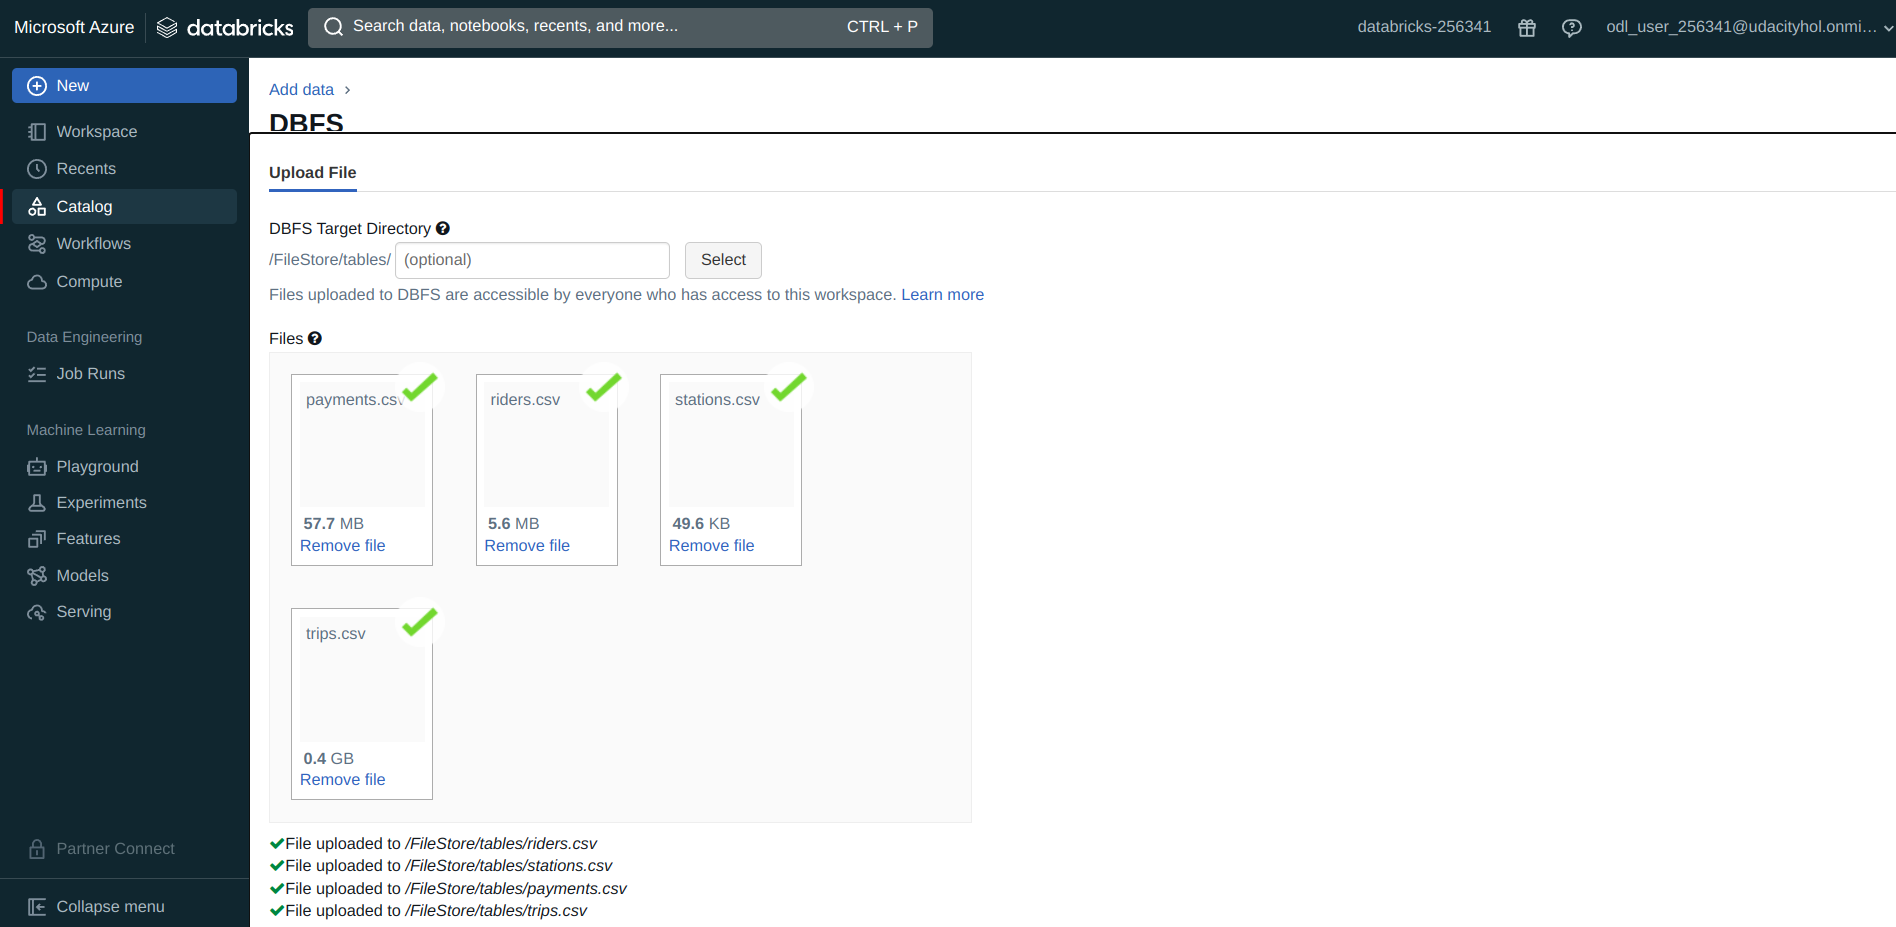 Microsoft Azure
databricks
Search data, notebooks, recents, and more...
CTRL + P
databricks-256341
odl_user_256341@udacityhol.onmi...
New
Workspace
Recents
Catalog
Workflows
Compute
Data Engineering
Job Runs
Machine Learning
Playground
Experiments
Features
Models
Serving
Partner Connect
Collapse menu
Add data
DBFS
Upload File
DBFS Target Directory
/FileStore/tables/
(optional)
Select
Files uploaded to DBFS are accessible by everyone who has access to this workspace. Learn more
Files
payments.csv
57.7 MB
Remove file
riders.csv
5.6 MB
Remove file
stations.csv
49.6 KB
Remove file
trips.csv
0.4 GB
Remove file
File uploaded to /FileStore/tables/riders.csv
File uploaded to /FileStore/tables/stations.csv
File uploaded to /FileStore/tables/payments.csv
File uploaded to /FileStore/tables/trips.csv